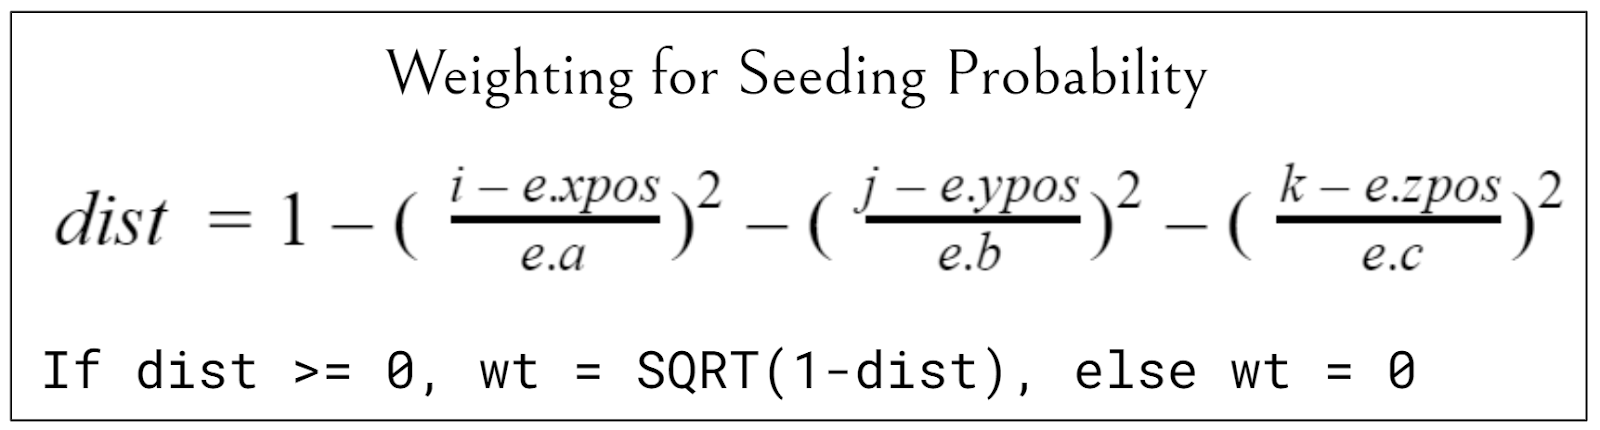 Weighting for Seeding Probability
dist = 1 − ( (i − e.xpos) / e.a )² − ( (j − e.ypos) / e.b )² − ( (k − e.zpos) / e.c )²
If dist >= 0, wt = SQRT(1-dist), else wt = 0